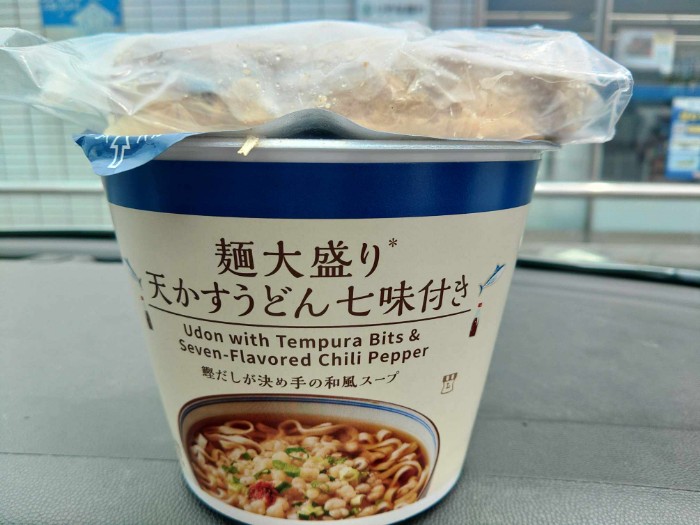 麺大盛り*
天かすうどん七味付き
Udon with Tempura Bits &
Seven-Flavored Chili Pepper
鰹だしが決め手の和風スープ